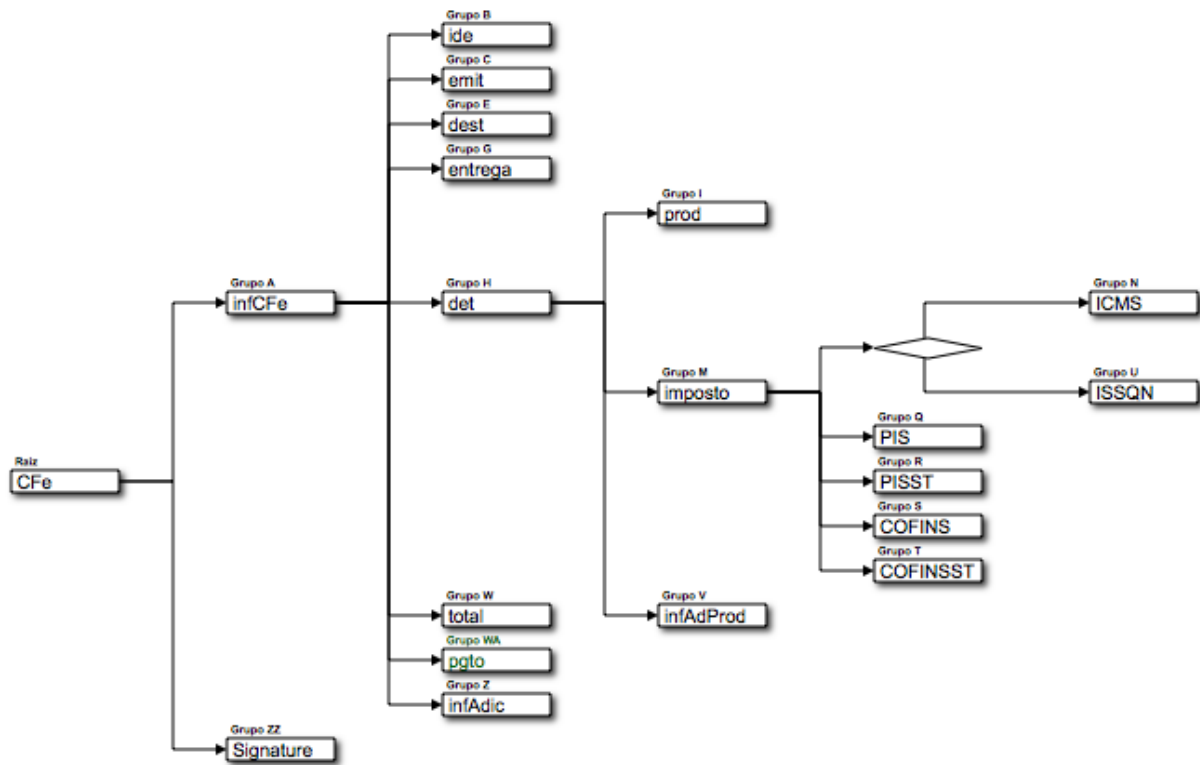 Grupo B
ide
Grupo C
emit
Grupo E
dest
Grupo G
entrega
Grupo I
prod
Grupo A
infCFe
Grupo H
det
Grupo N
ICMS
Grupo M
imposto
Grupo U
ISSQN
Grupo Q
PIS
Raiz
CFe
Grupo R
PISST
Grupo S
COFINS
Grupo T
COFINSST
Grupo W
total
Grupo V
infAdProd
Grupo WA
pgto
Grupo Z
infAdic
Grupo ZZ
Signature